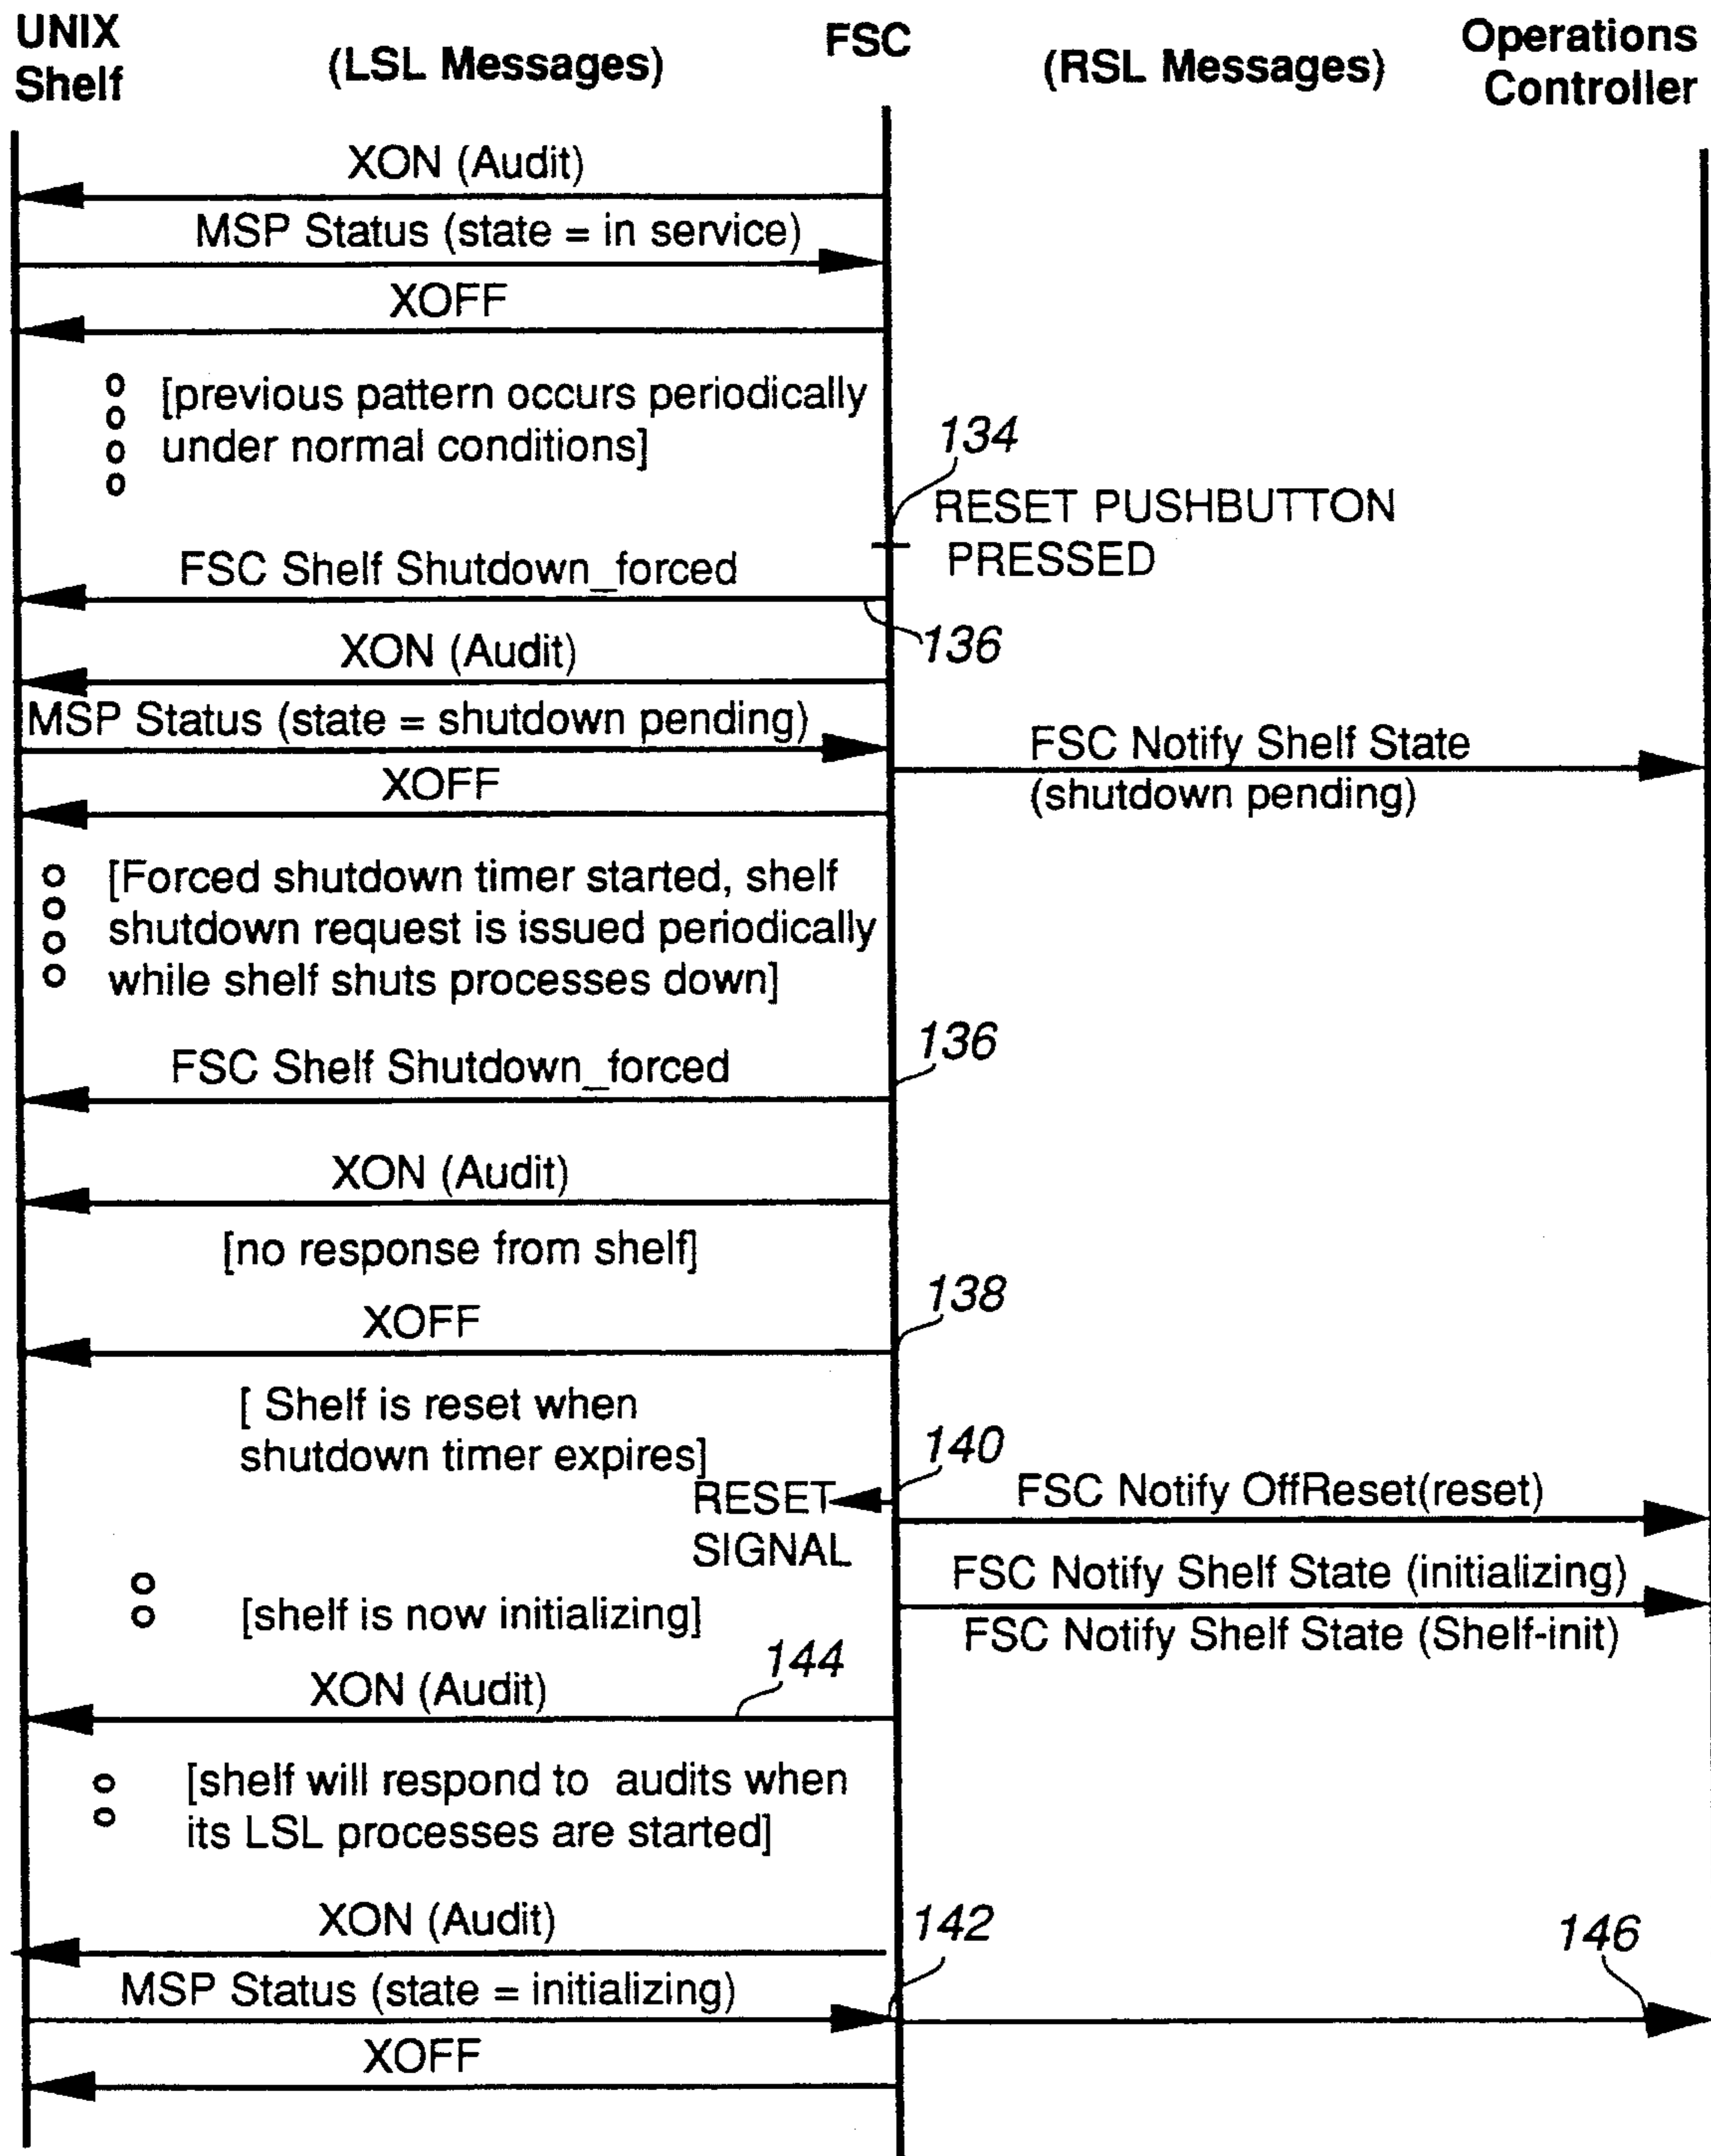 UNIX
Shelf
(LSL Messages)
FSC
(RSL Messages)
Operations
Controller
XON (Audit)
MSP Status (state = in service)
XOFF
[previous pattern occurs periodically
under normal conditions]
134
RESET PUSHBUTTON
PRESSED
FSC Shelf Shutdown_forced
136
XON (Audit)
MSP Status (state = shutdown pending)
FSC Notify Shelf State
(shutdown pending)
XOFF
[Forced shutdown timer started, shelf
shutdown request is issued periodically
while shelf shuts processes down]
136
FSC Shelf Shutdown_forced
XON (Audit)
[no response from shelf]
138
XOFF
[ Shelf is reset when
shutdown timer expires]
140
RESET
SIGNAL
FSC Notify OffReset(reset)
FSC Notify Shelf State (initializing)
[shelf is now initializing]
FSC Notify Shelf State (Shelf-init)
144
XON (Audit)
[shelf will respond to audits when
its LSL processes are started]
XON (Audit)
142
146
MSP Status (state = initializing)
XOFF